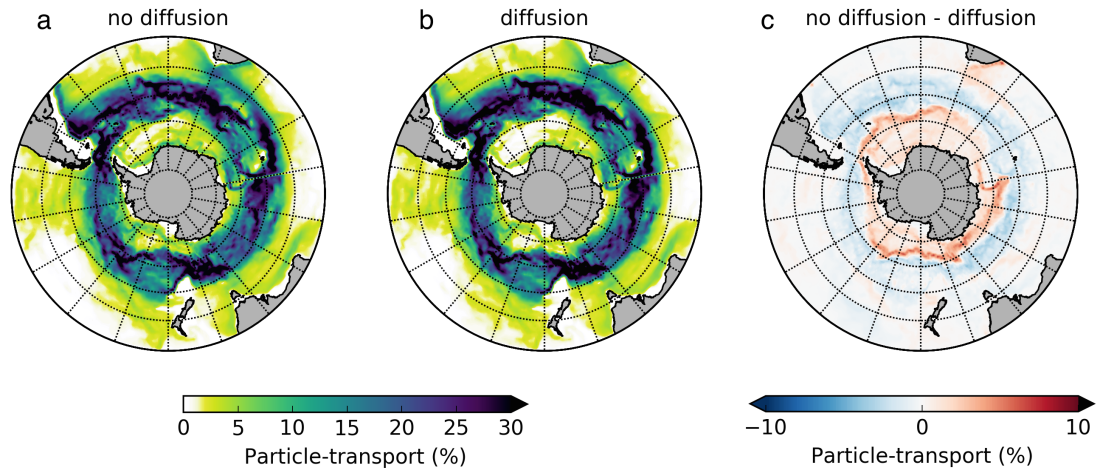 a no diffusion
b diffusion
c no diffusion - diffusion
0 5 10 15 20 25 30
Particle-transport (%)
−10 0 10
Particle-transport (%)